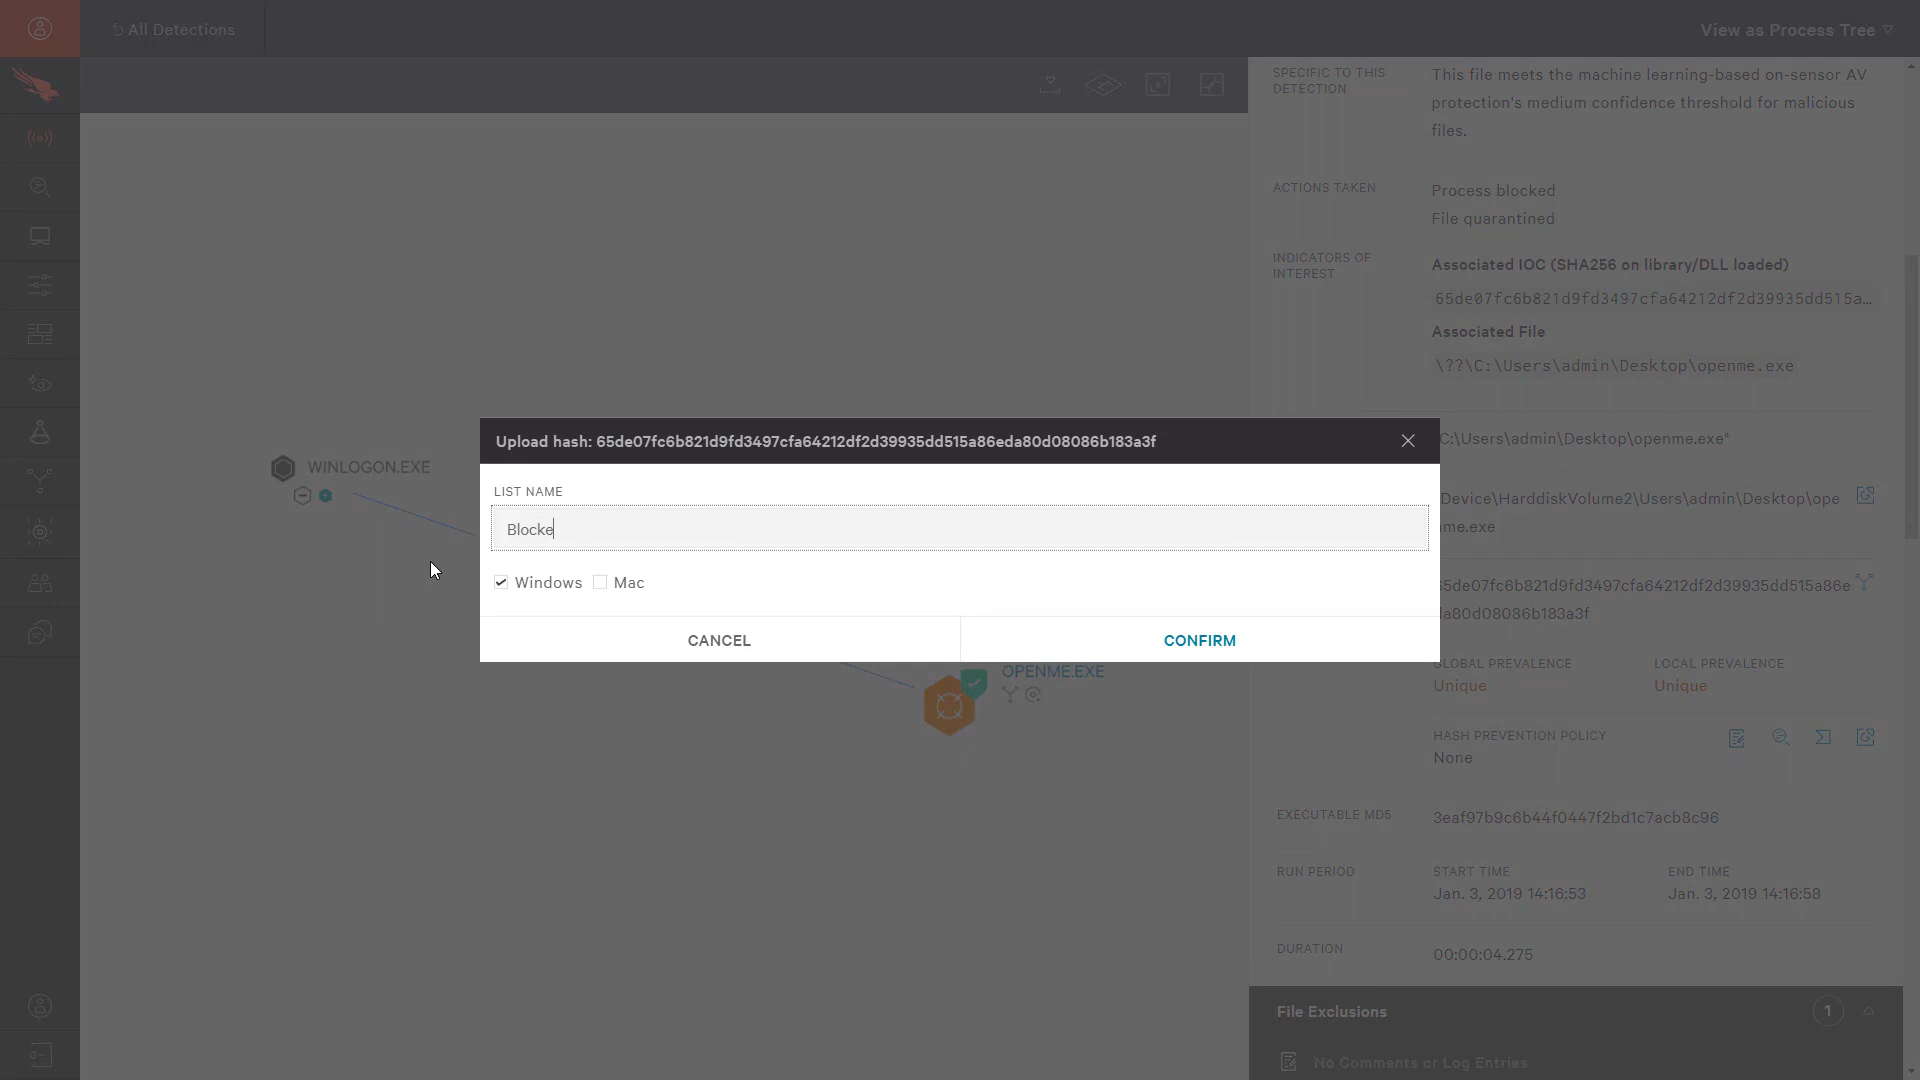 All Detections
View as Process Tree
SPECIFIC TO THIS
DETECTION
This file meets the machine learning-based on-sensor AV
protection's medium confidence threshold for malicious
files.
ACTIONS TAKEN
Process blocked
File quarantined
INDICATORS OF
INTEREST
Associated IOC (SHA256 on library/DLL loaded)
65de07fc6b821d9fd3497cfa64212df2d39935dd515a…
Associated File
\??\C:\Users\admin\Desktop\openme.exe
C:\Users\admin\Desktop\openme.exe"
Device\HarddiskVolume2\Users\admin\Desktop\ope
nme.exe
65de07fc6b821d9fd3497cfa64212df2d39935dd515a86e
da80d08086b183a3f
GLOBAL PREVALENCE
LOCAL PREVALENCE
Unique
Unique
HASH PREVENTION POLICY
None
EXECUTABLE MD5
3eaf97b9c6b44f0447f2bd1c7acb8c96
RUN PERIOD
START TIME
END TIME
Jan. 3, 2019 14:16:53
Jan. 3, 2019 14:16:58
DURATION
00:00:04.275
File Exclusions
1
No Comments or Log Entries
WINLOGON.EXE
OPENME.EXE
Upload hash: 65de07fc6b821d9fd3497cfa64212df2d39935dd515a86eda80d08086b183a3f
LIST NAME
Blocke
Windows
Mac
CANCEL
CONFIRM